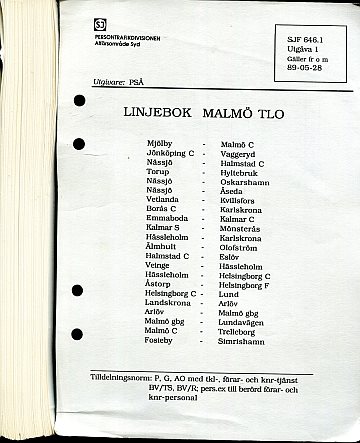 SJ
PERSONTRAFIKDIVISIONEN
Affärsområde Syd
SJF 646.1
Utgåva 1
Gäller fr o m
89-05-28
Utgivare: PSÅ
LINJEBOK MALMÖ TLO
Mjölby - Malmö C
Jönköping C - Vaggeryd
Nässjö - Halmstad C
Torup - Hyltebruk
Nässjö - Oskarshamn
Nässjö - Åseda
Vetlanda - Kvillsfors
Borås C - Karlskrona
Emmaboda - Kalmar C
Kalmar S - Mönsterås
Hässleholm - Karlskrona
Älmhult - Olofström
Halmstad C - Eslöv
Veinge - Hässleholm
Hässleholm - Helsingborg C
Åstorp - Helsingborg F
Helsingborg C - Lund
Landskrona - Arlöv
Arlöv - Malmö gbg
Malmö gbg - Lundavägen
Malmö C - Trelleborg
Fosieby - Simrishamn
Tilldelningsnorm: P, G, AO med tkl-, förar- och knr-tjänst
BV/TS, BV/R; pers.ex till berörd förar- och
knr-personal